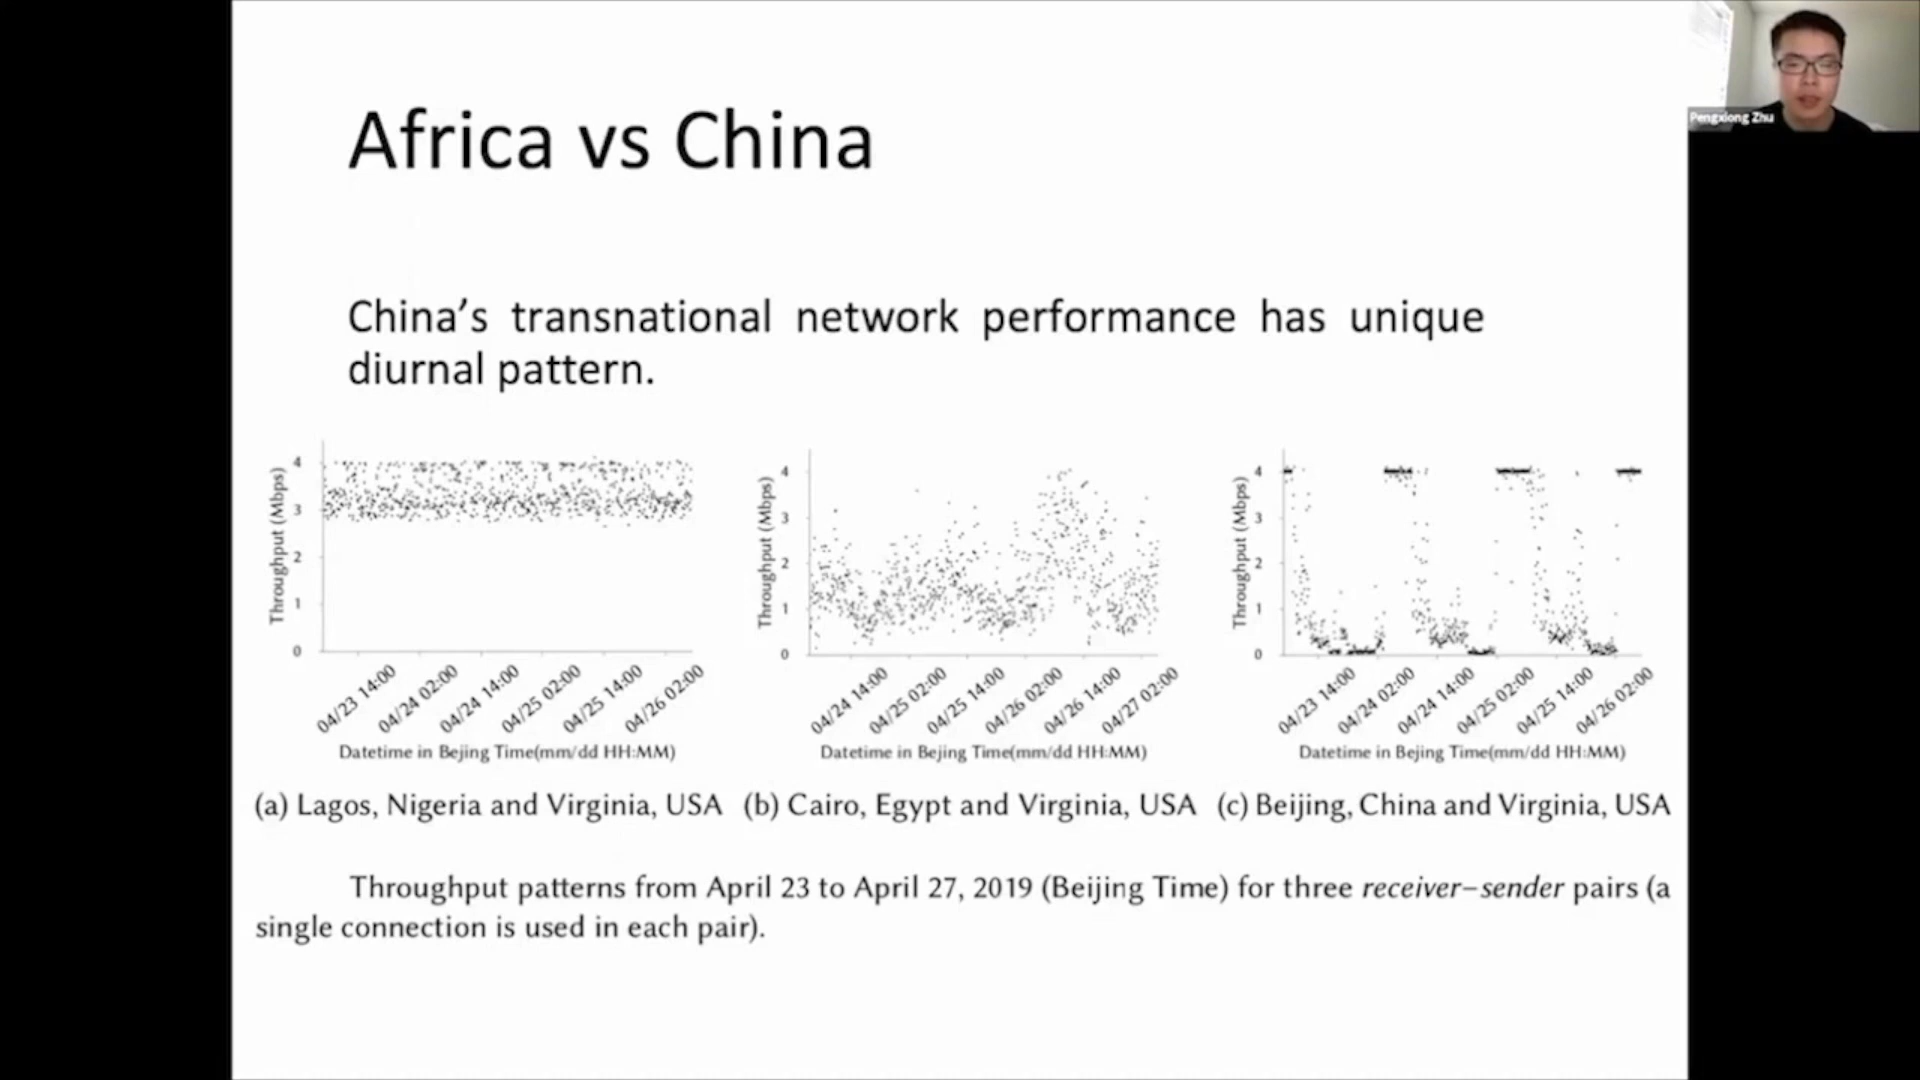 Pengxiong Zhu
Africa vs China
China’s transnational network performance has unique
diurnal pattern.
Throughput (Mbps)
4
3
2
1
0
04/23 14:00
04/24 02:00
04/24 14:00
04/25 02:00
04/25 14:00
04/26 02:00
Datetime in Bejing Time(mm/dd HH:MM)
Throughput (Mbps)
4
3
2
1
0
04/24 14:00
04/25 02:00
04/25 14:00
04/26 02:00
04/26 14:00
04/27 02:00
Datetime in Bejing Time(mm/dd HH:MM)
Throughput (Mbps)
4
3
2
1
0
04/23 14:00
04/24 02:00
04/24 14:00
04/25 02:00
04/25 14:00
04/26 02:00
Datetime in Bejing Time(mm/dd HH:MM)
(a) Lagos, Nigeria and Virginia, USA
(b) Cairo, Egypt and Virginia, USA
(c) Beijing, China and Virginia, USA
Throughput patterns from April 23 to April 27, 2019 (Beijing Time) for three receiver–sender pairs (a
single connection is used in each pair).